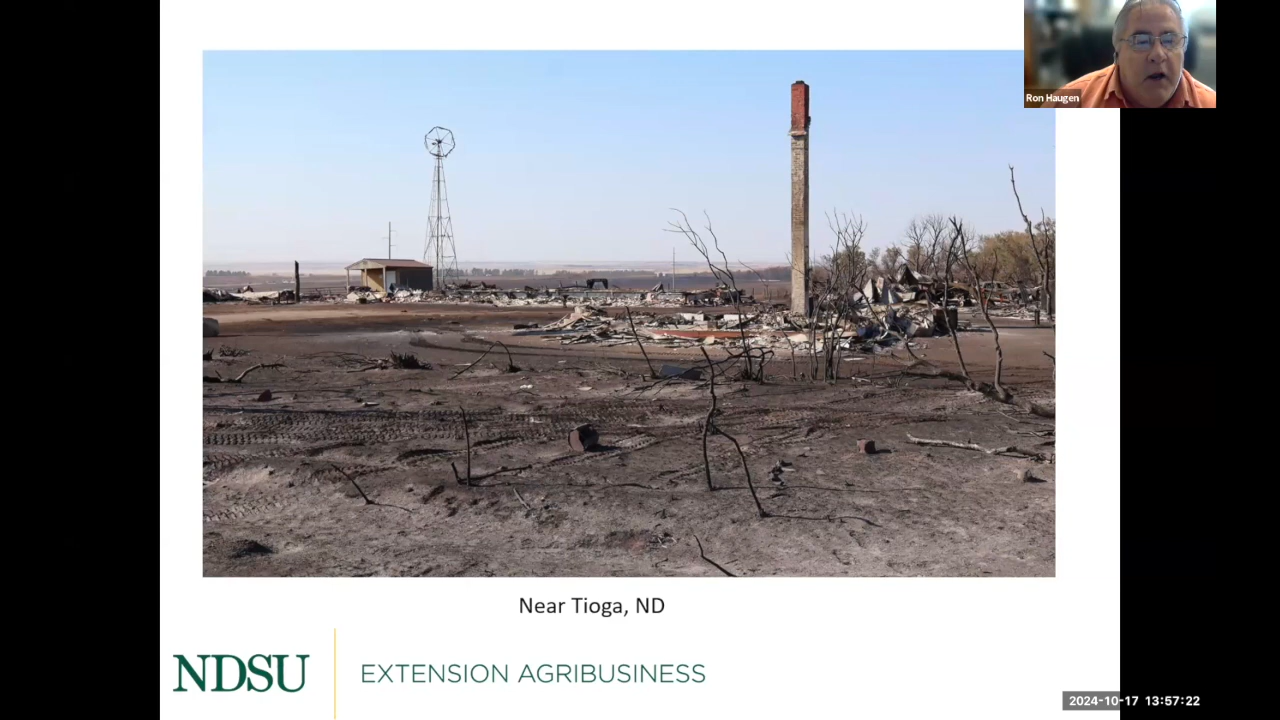 Ron Haugen
Near Tioga, ND
NDSU
EXTENSION AGRIBUSINESS
2024-10-17 13:57:22